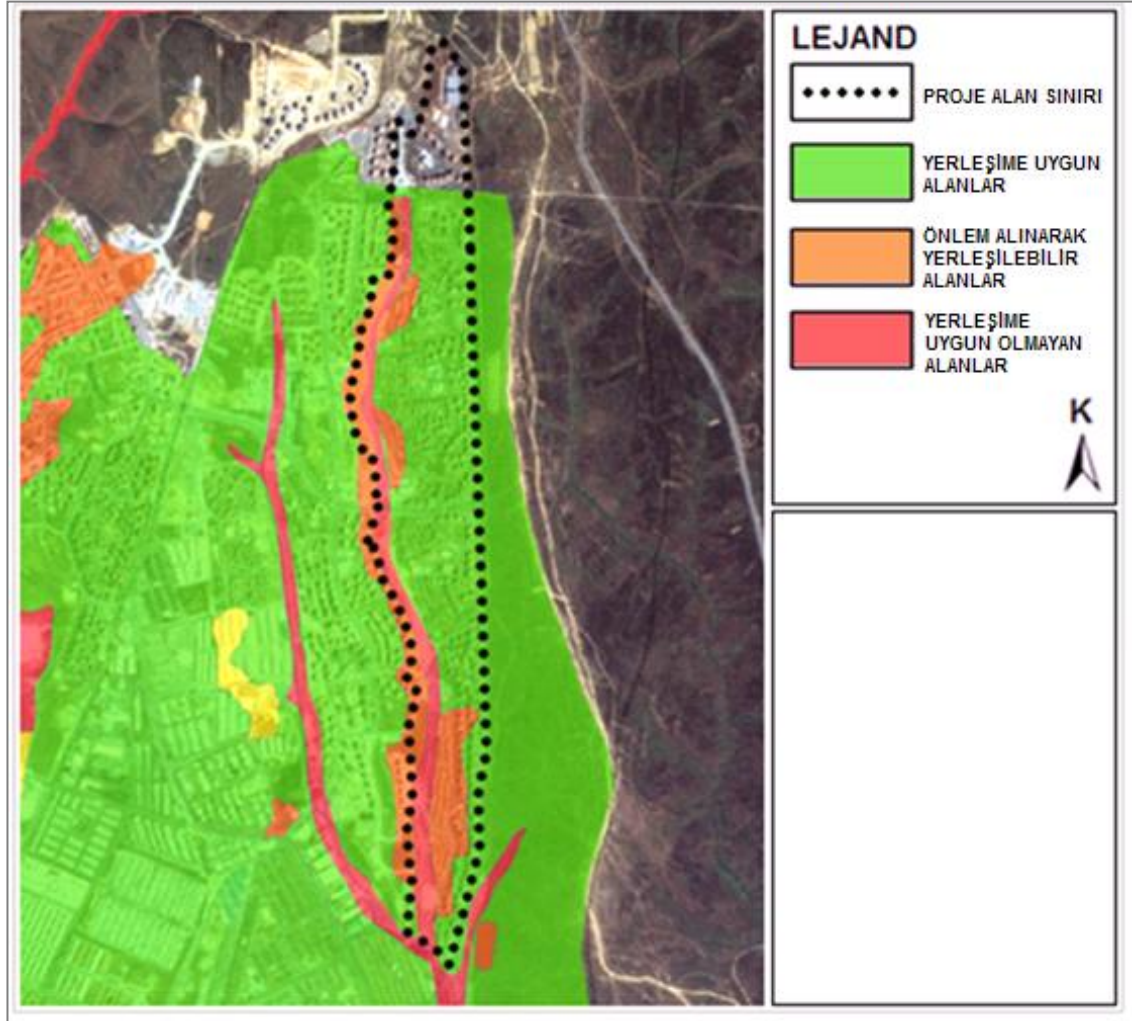 LEJAND
PROJE ALAN SINIRI
YERLEŞİME UYGUN
ALANLAR
ÖNLEM ALINARAK
YERLEŞİLEBİLİR
ALANLAR
YERLEŞİME
UYGUN OLMAYAN
ALANLAR
K